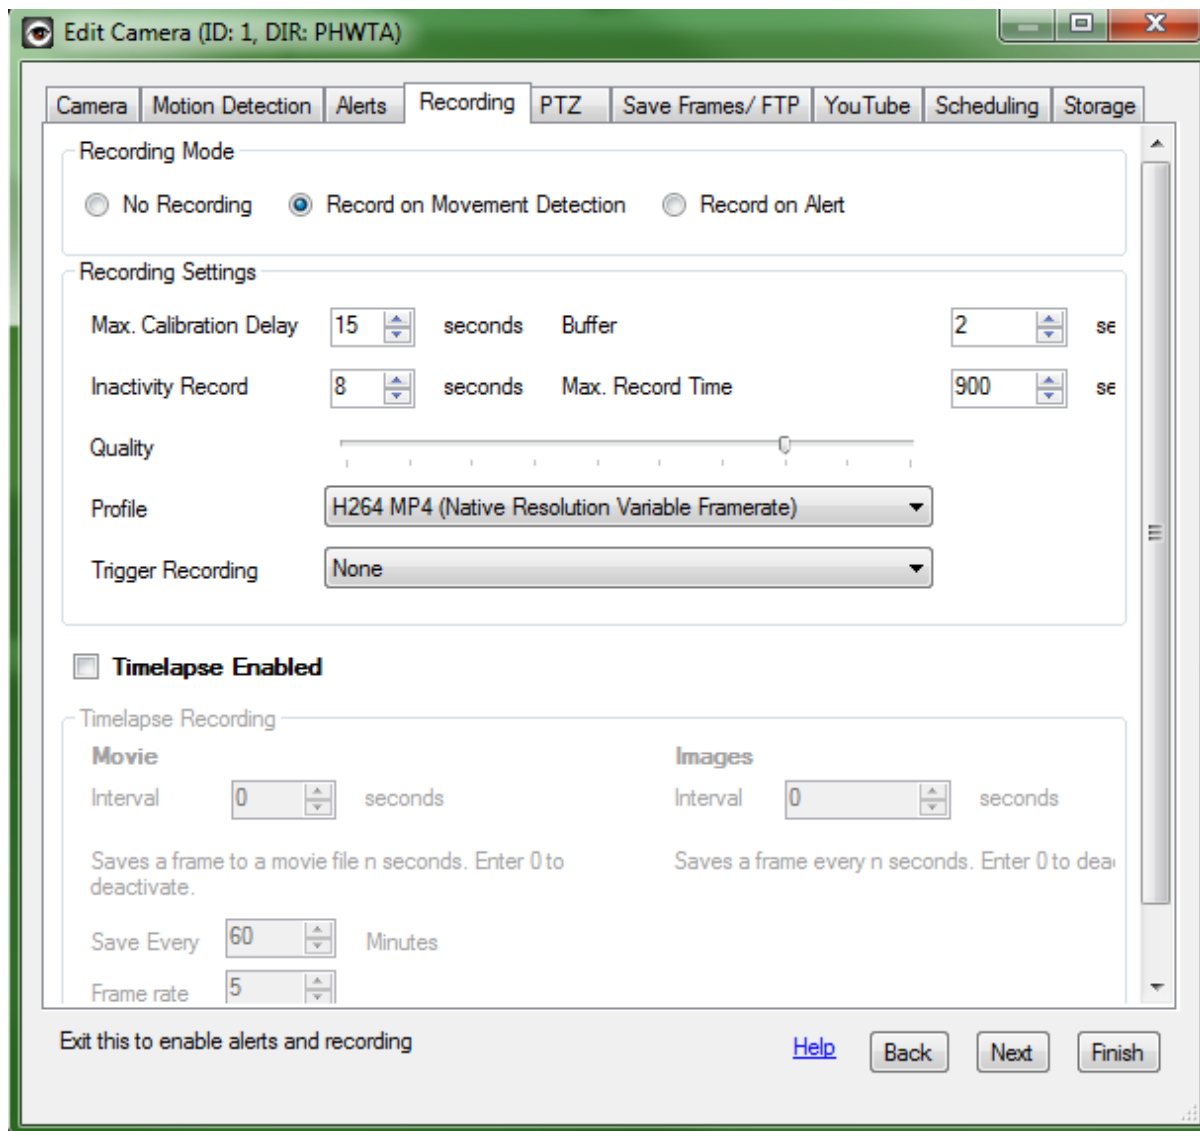 Edit Camera (ID: 1, DIR: PHWTA)
Camera Motion Detection Alerts Recording PTZ Save Frames/ FTP YouTube Scheduling Storage
Recording Mode
No Recording Record on Movement Detection Record on Alert
Recording Settings
Max. Calibration Delay 15 seconds Buffer 2 se
Inactivity Record 8 seconds Max. Record Time 900 se
Quality
Profile H264 MP4 (Native Resolution Variable Framerate)
Trigger Recording None
Timelapse Enabled
Timelapse Recording
Movie Images
Interval 0 seconds Interval 0 seconds
Saves a frame to a movie file n seconds. Enter 0 to Saves a frame every n seconds. Enter 0 to dea
deactivate.
Save Every 60 Minutes
Frame rate 5
Exit this to enable alerts and recording Help Back Next Finish